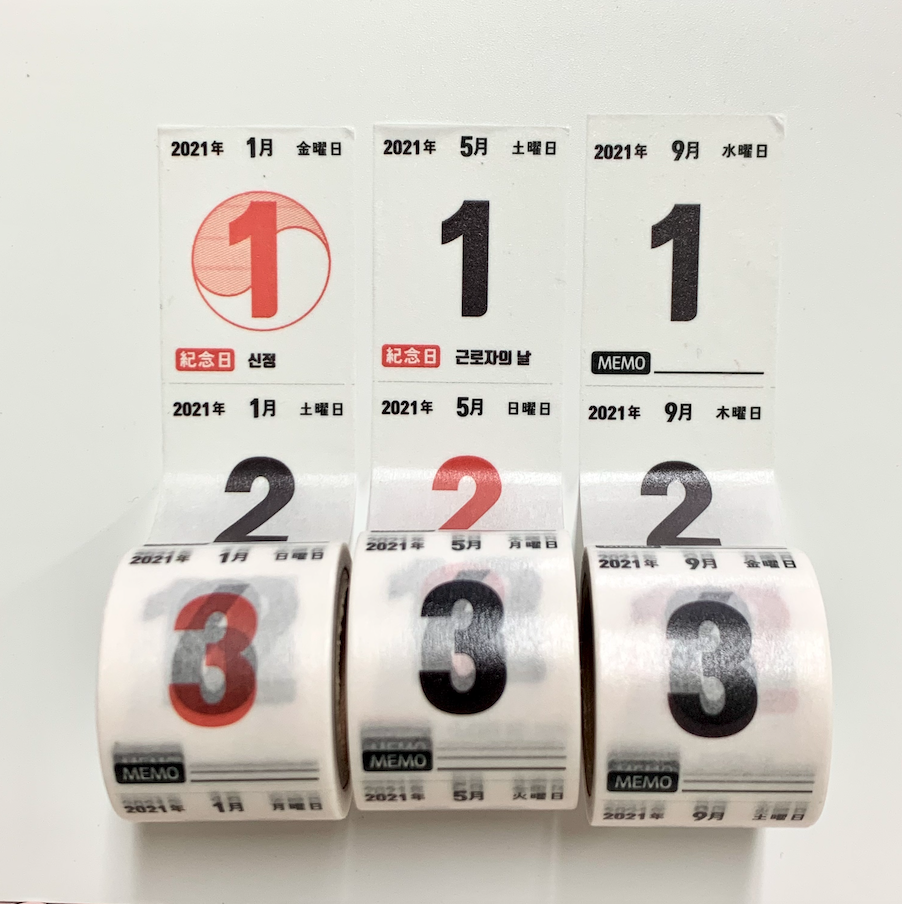 2021年 1月 金曜日
1
紀念日 신정
2021年 1月 土曜日
2
2021年 1月 日曜日
3
MEMO
2021年 1月 月曜日
2021年 5月 土曜日
1
紀念日 근로자의 날
2021年 5月 日曜日
2
2021年 5月 月曜日
3
MEMO
2021年 5月 火曜日
2021年 9月 水曜日
1
MEMO
2021年 9月 木曜日
2
2021年 9月 金曜日
3
MEMO
2021年 9月 土曜日